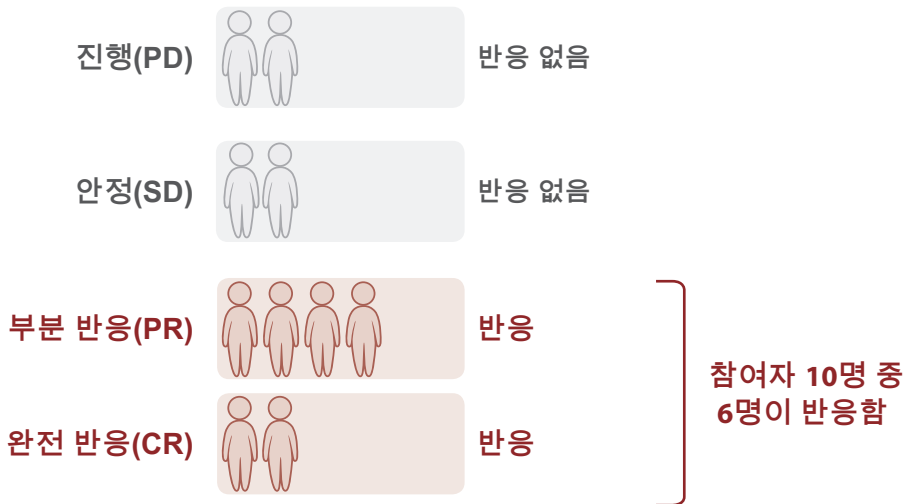 진행(PD)
반응 없음
안정(SD)
반응 없음
부분 반응(PR)
반응
완전 반응(CR)
반응
참여자 10명 중
6명이 반응함